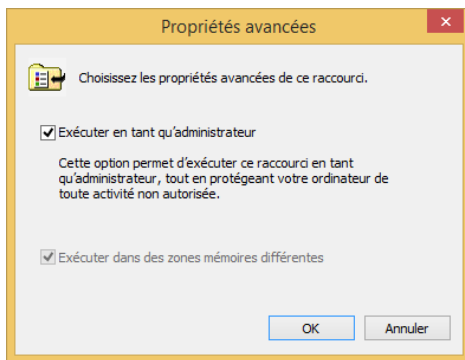 Propriétés avancées
Choisissez les propriétés avancées de ce raccourci.
Exécuter en tant qu'administrateur
Cette option permet d'exécuter ce raccourci en tant
qu'administrateur, tout en protégeant votre ordinateur de
toute activité non autorisée.
Exécuter dans des zones mémoires différentes
OK Annuler